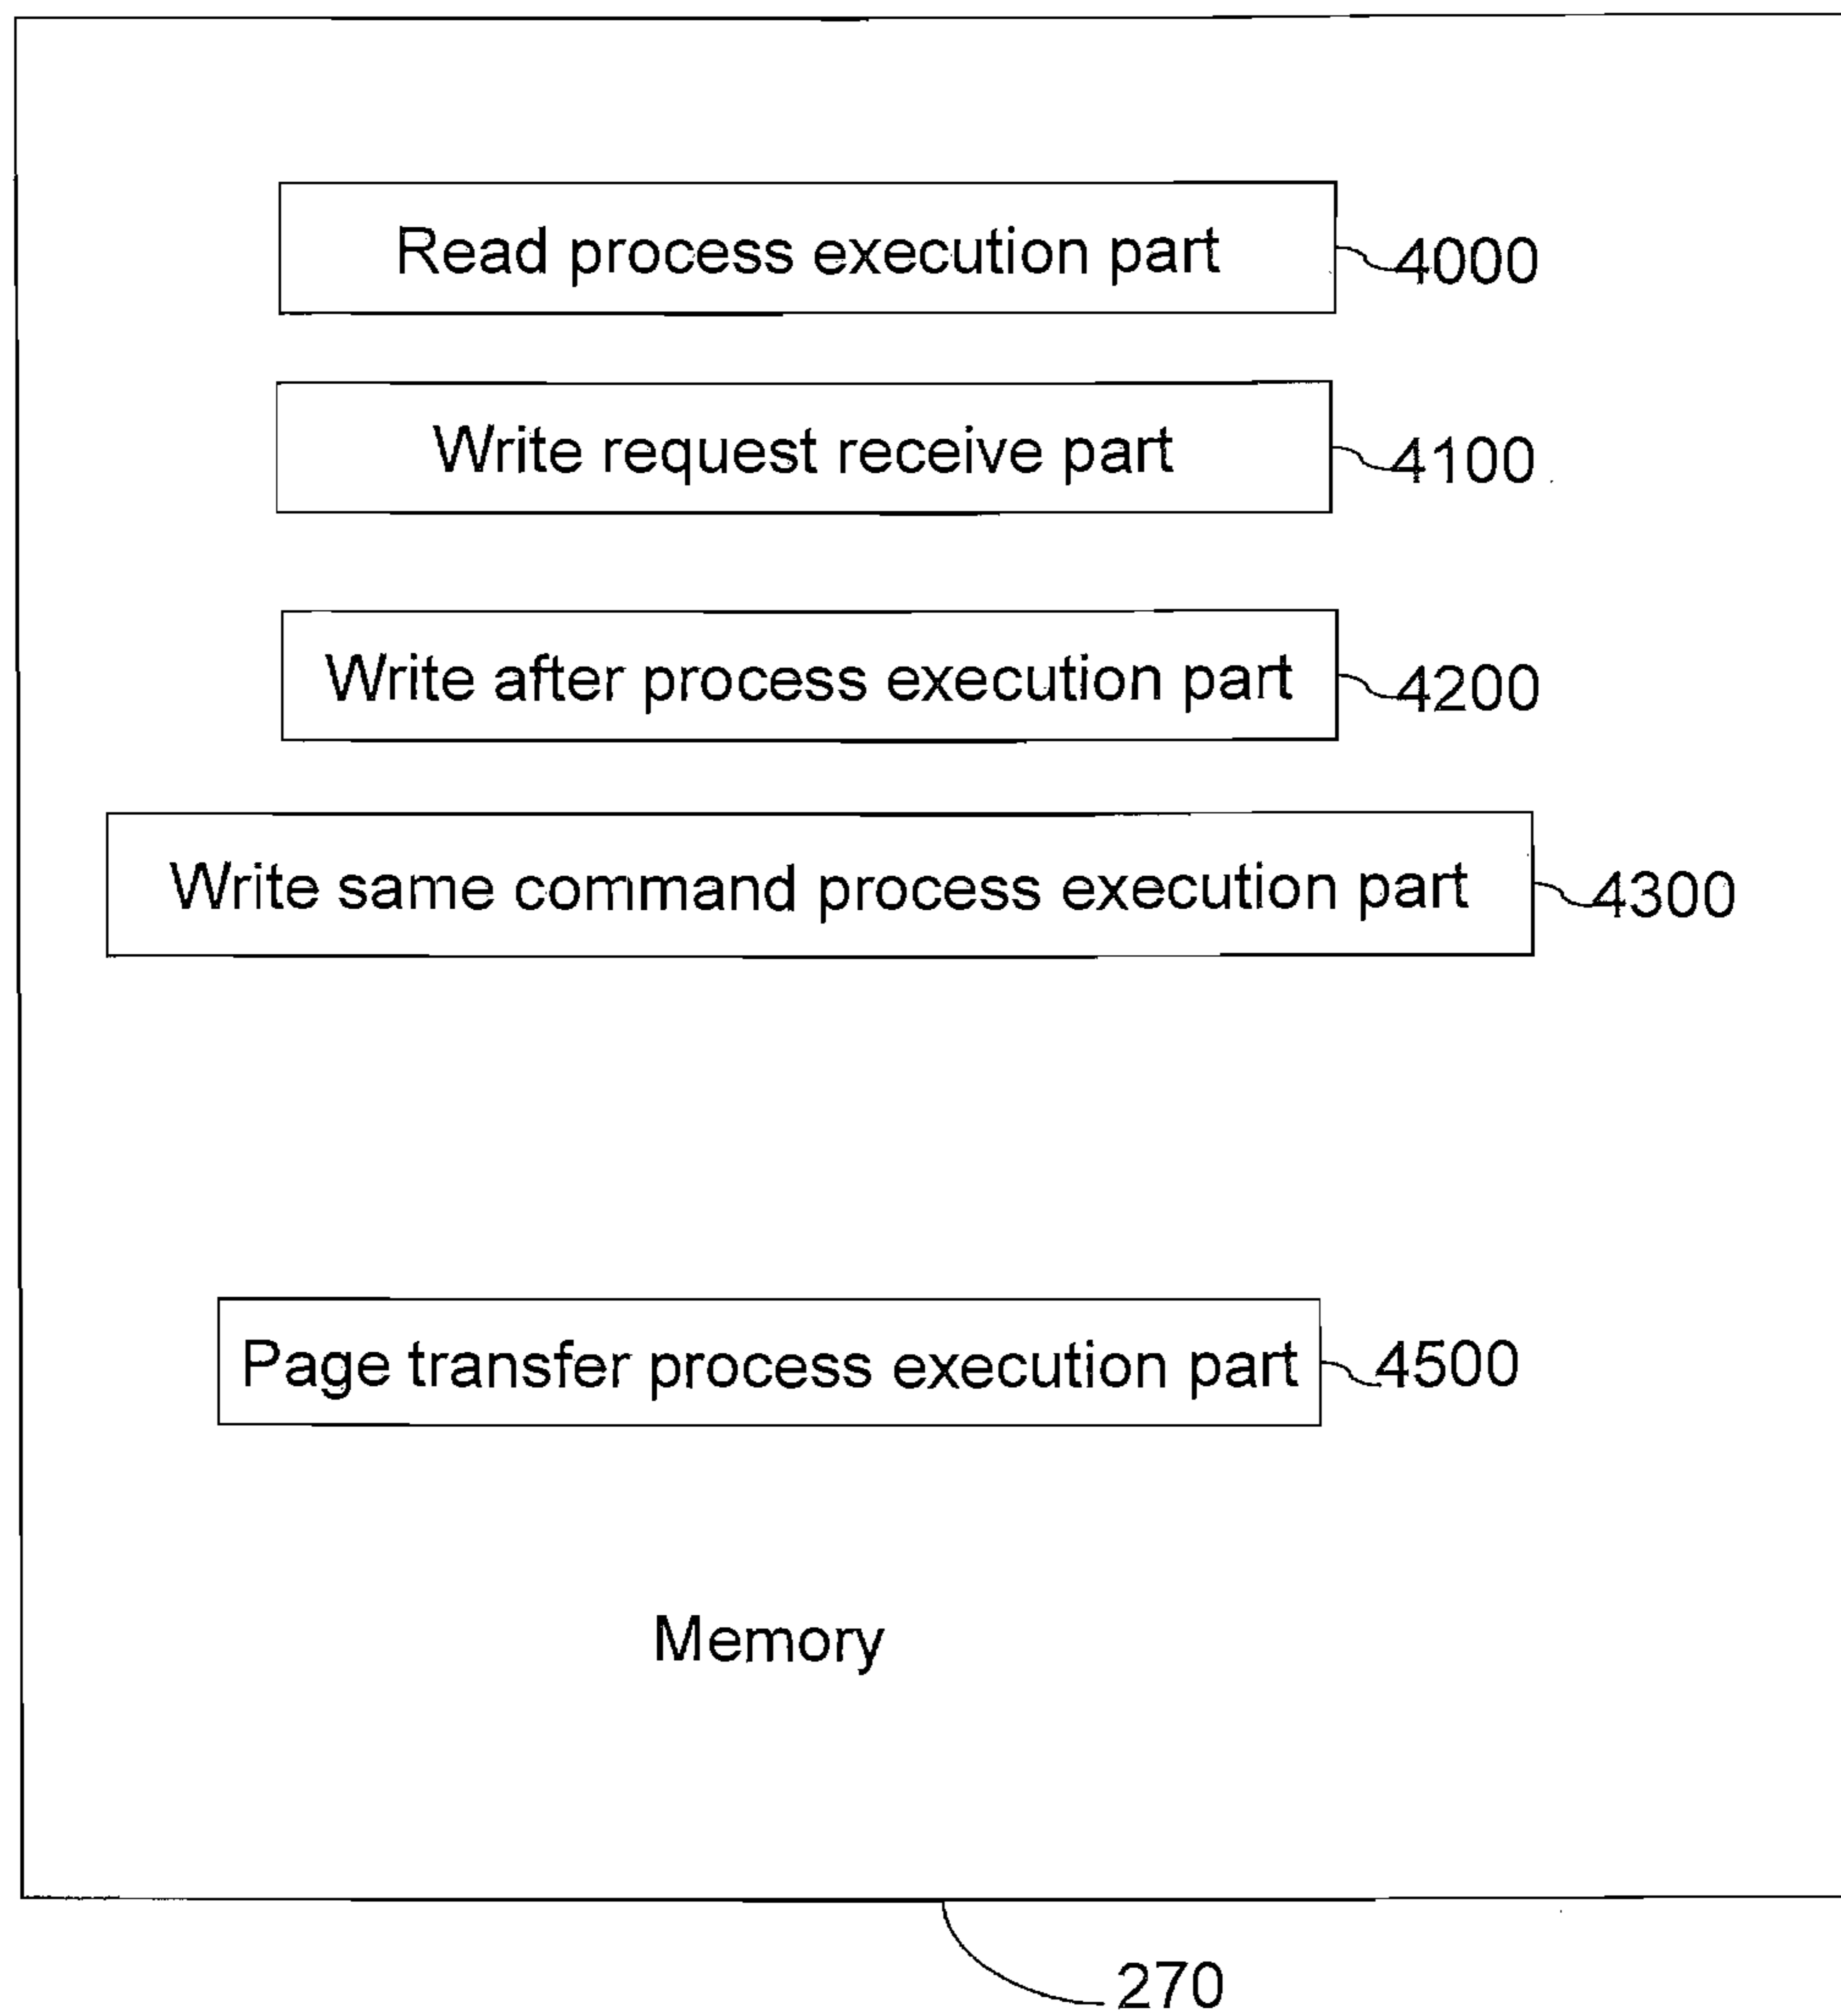 Read process execution part 4000
Write request receive part 4100
Write after process execution part 4200
Write same command process execution part 4300
Page transfer process execution part 4500
Memory
270